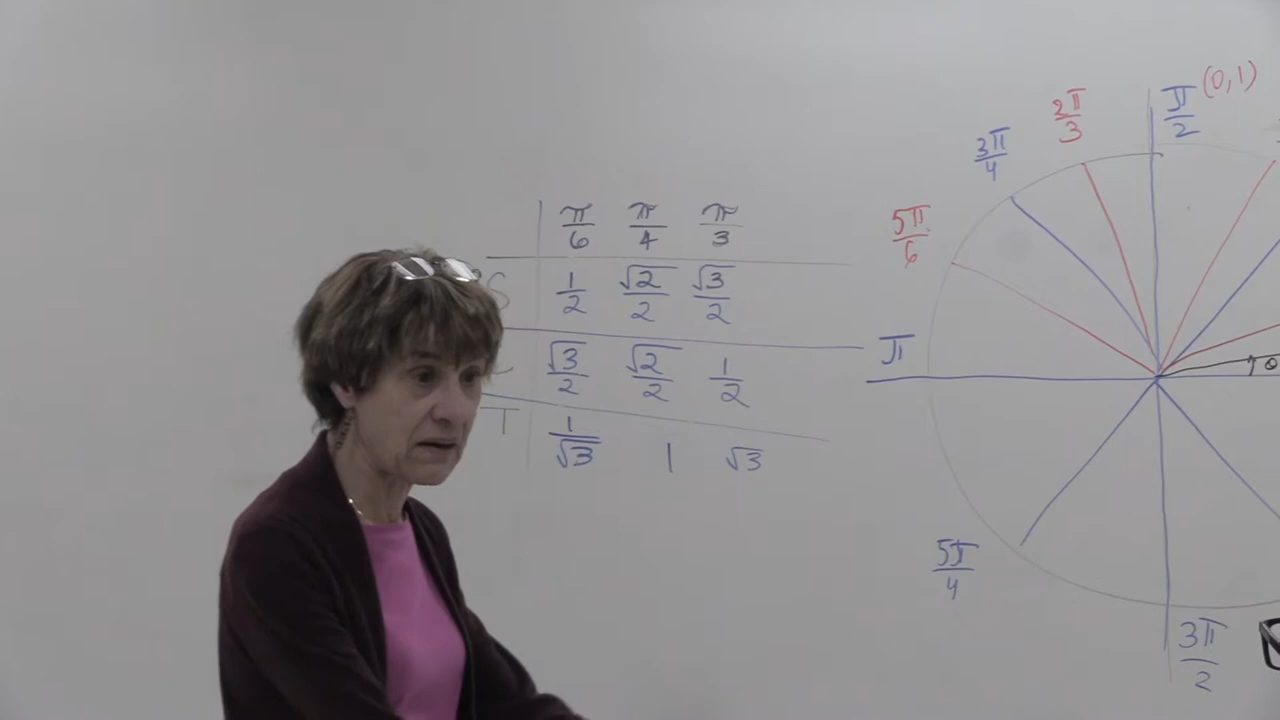 π/6 π/4 π/3
S 1/2 √2/2 √3/2
√3/2 √2/2 1/2
T 1/√3 1 √3
π/2 (0,1)
2π/3
3π/4
5π/6
π
θ
5π/4
3π/2